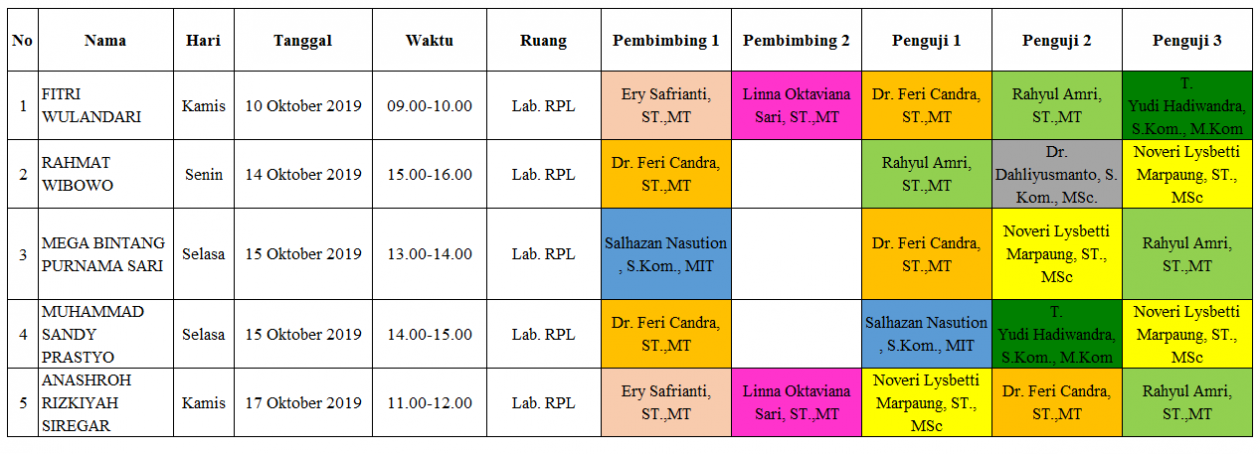 No Nama Hari Tanggal Waktu Ruang Pembimbing 1 Pembimbing 2 Penguji 1 Penguji 2 Penguji 3
1
FITRI
WULANDARI
Kamis
10 Oktober 2019
09.00-10.00
Lab. RPL
Ery Safrianti,
ST.,MT
Linna Oktaviana
Sari, ST.,MT
Dr. Feri Candra,
ST.,MT
Rahyul Amri,
ST.,MT
T.
Yudi Hadiwandra,
S.Kom., M.Kom
2
RAHMAT
WIBOWO
Senin
14 Oktober 2019
15.00-16.00
Lab. RPL
Dr. Feri Candra,
ST.,MT
Rahyul Amri,
ST.,MT
Dr.
Dahliyusmanto, S.
Kom., MSc.
Noveri Lysbetti
Marpaung, ST.,
MSc
3
MEGA BINTANG
PURNAMA SARI
Selasa
15 Oktober 2019
13.00-14.00
Lab. RPL
Salhazan Nasution
, S.Kom., MIT
Dr. Feri Candra,
ST.,MT
Noveri Lysbetti
Marpaung, ST.,
MSc
Rahyul Amri,
ST.,MT
4
MUHAMMAD
SANDY
PRASTYO
Selasa
15 Oktober 2019
14.00-15.00
Lab. RPL
Dr. Feri Candra,
ST.,MT
Salhazan Nasution
, S.Kom., MIT
T.
Yudi Hadiwandra,
S.Kom., M.Kom
Noveri Lysbetti
Marpaung, ST.,
MSc
5
ANASHROH
RIZKIYAH
SIREGAR
Kamis
17 Oktober 2019
11.00-12.00
Lab. RPL
Ery Safrianti,
ST.,MT
Linna Oktaviana
Sari, ST.,MT
Noveri Lysbetti
Marpaung, ST.,
MSc
Dr. Feri Candra,
ST.,MT
Rahyul Amri,
ST.,MT